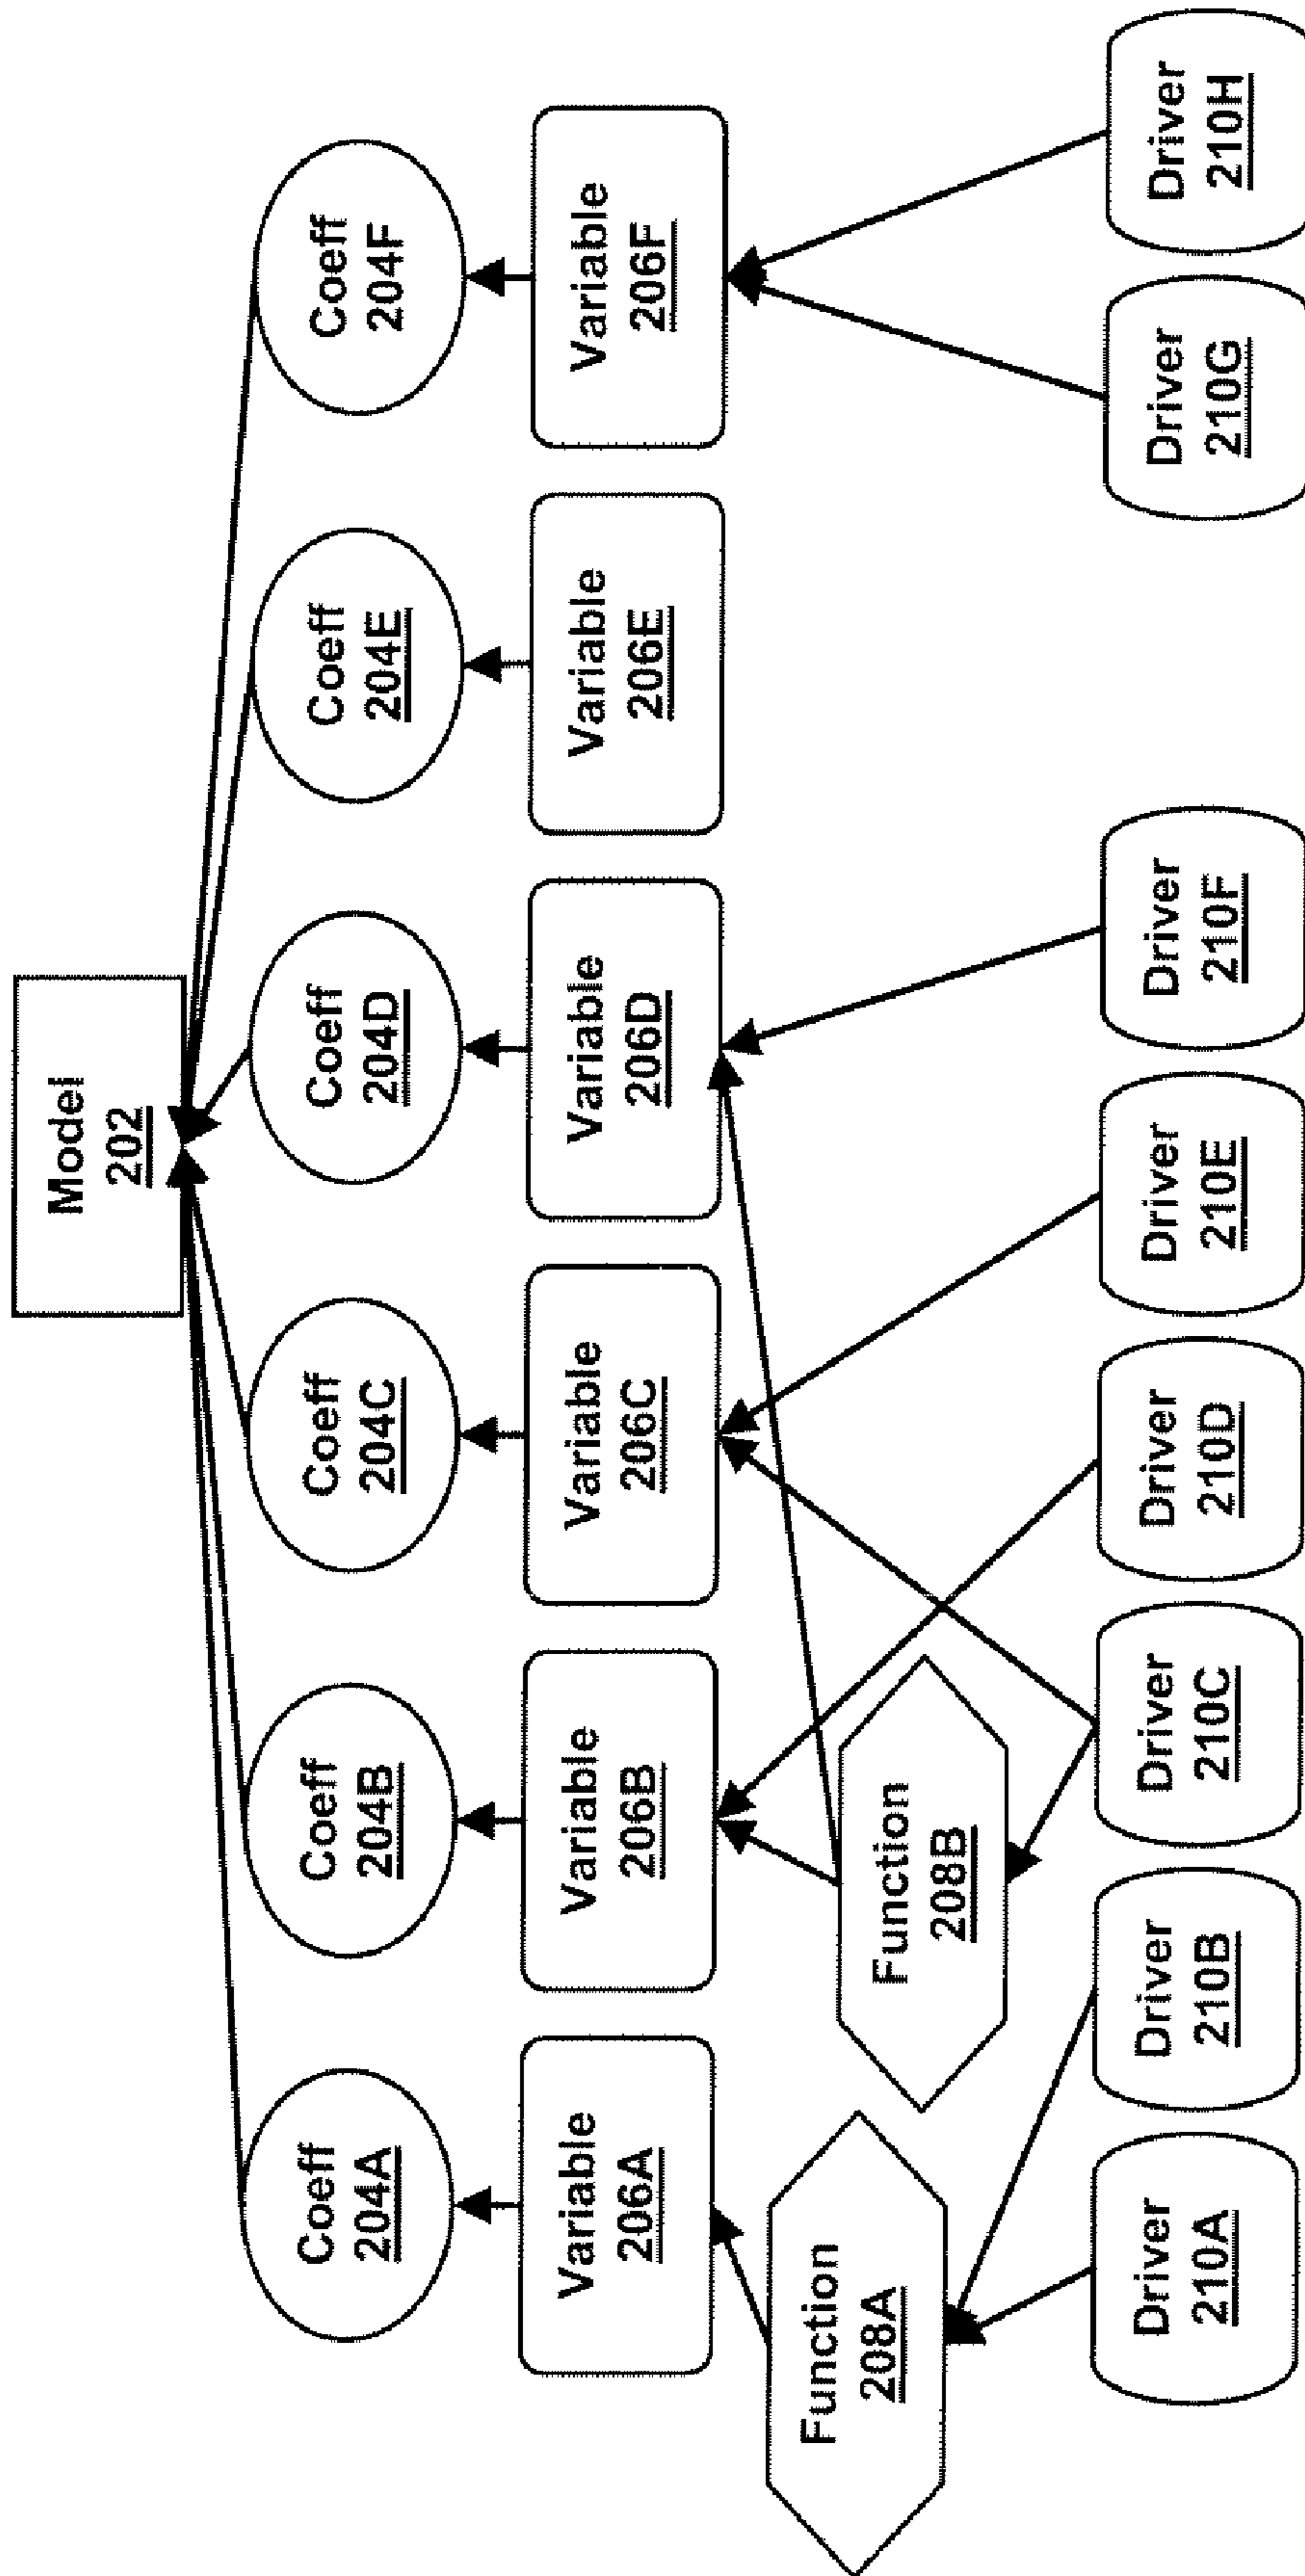 Model
202
Coeff
204A
Coeff
204B
Coeff
204C
Coeff
204D
Coeff
204E
Coeff
204F
Variable
206A
Variable
206B
Variable
206C
Variable
206D
Variable
206E
Variable
206F
Function
208A
Function
208B
Driver
210A
Driver
210B
Driver
210C
Driver
210D
Driver
210E
Driver
210F
Driver
210G
Driver
210H